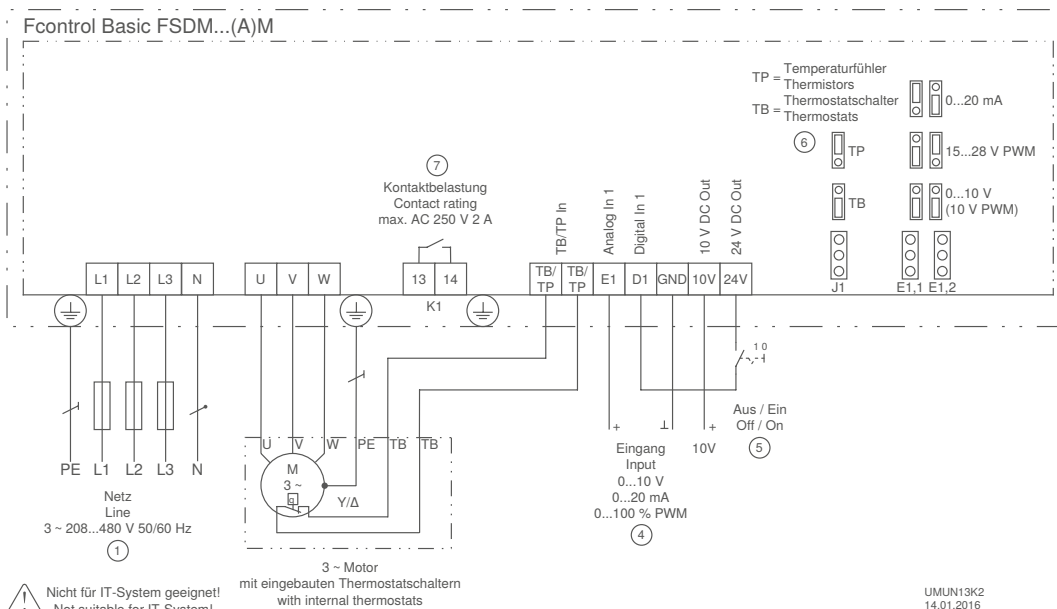 Fcontrol Basic FSDM...(A)M
TP = Temperaturfühler
Thermistors
TB = Thermostatschalter
Thermostats
6
TP
TB
J1
0...20 mA
15...28 V PWM
0...10 V
(10 V PWM)
E1,1 E1,2
7
Kontaktbelastung
Contact rating
max. AC 250 V 2 A
TB/TP In
Analog In 1
Digital In 1
10 V DC Out
24 V DC Out
L1 L2 L3 N
U V W
13 14
K1
TB/TP TB/TP E1 D1 GND 10V 24V
1 0
Aus / Ein
Off / On
5
+ ⊥ +
10V
Eingang
Input
0...10 V
0...20 mA
0...100 % PWM
4
U V W PE TB TB
M
3 ~
Y/Δ
PE L1 L2 L3 N
Netz
Line
3 ~ 208...480 V 50/60 Hz
1
3 ~ Motor
mit eingebauten Thermostatschaltern
with internal thermostats
Nicht für IT-System geeignet!
Not suitable for IT-System!
UMUN13K2
14.01.2016